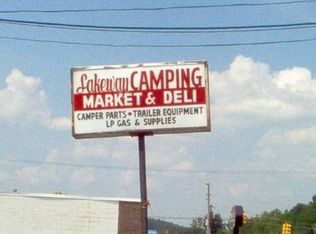 Lakeway CAMPING
MARKET & DELI
CAMPER PARTS • TRAILER EQUIPMENT
LP GAS & SUPPLIES